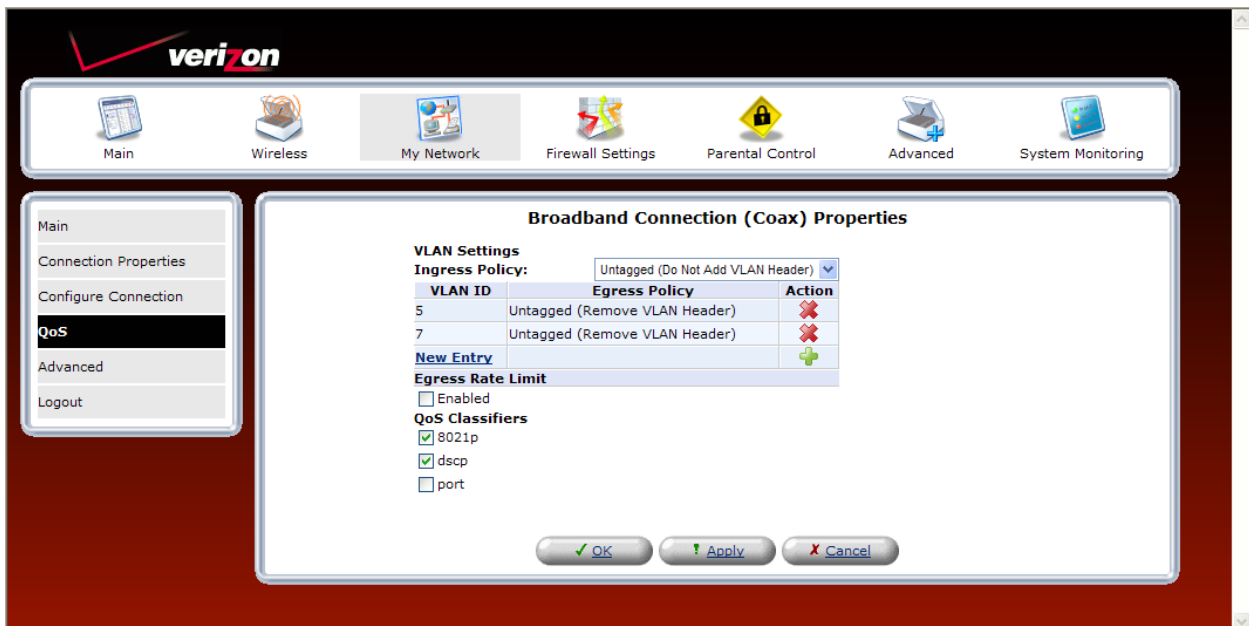 verizon
Main Wireless My Network Firewall Settings Parental Control Advanced System Monitoring
Main
Connection Properties
Configure Connection
QoS
Advanced
Logout
Broadband Connection (Coax) Properties
VLAN Settings
Ingress Policy: Untagged (Do Not Add VLAN Header)
VLAN ID Egress Policy Action
5 Untagged (Remove VLAN Header)
7 Untagged (Remove VLAN Header)
New Entry
Egress Rate Limit
Enabled
QoS Classifiers
8021p
dscp
port
OK Apply Cancel